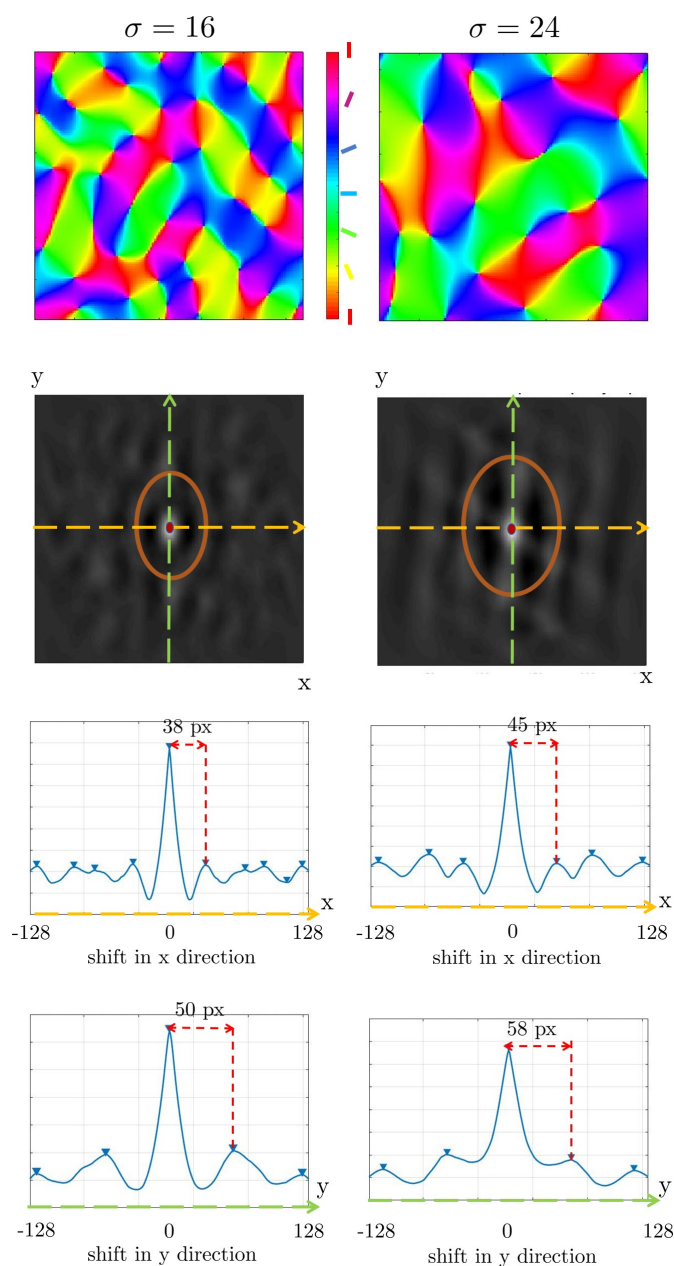 σ = 16
σ = 24
y
y
x
x
38 px
45 px
x
x
-128
0
128
-128
0
128
shift in x direction
shift in x direction
50 px
58 px
y
y
-128
0
128
-128
0
128
shift in y direction
shift in y direction